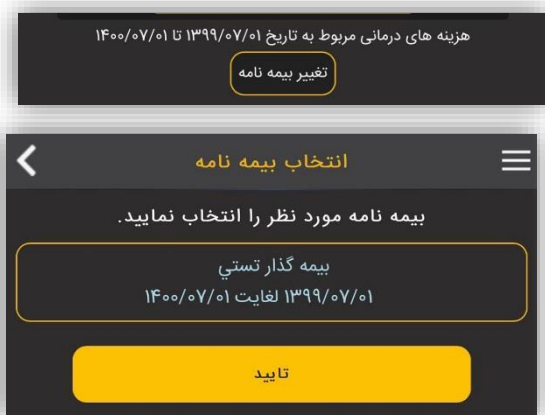 هزینه های درمانی مربوط به تاریخ ۱۳۹۹/۰۷/۰۱ تا ۱۴۰۰/۰۷/۰۱
تغییر بیمه نامه
انتخاب بیمه نامه
بیمه نامه مورد نظر را انتخاب نمایید.
بیمه گذار تستي
۱۳۹۹/۰۷/۰۱ لغایت ۱۴۰۰/۰۷/۰۱
تایید